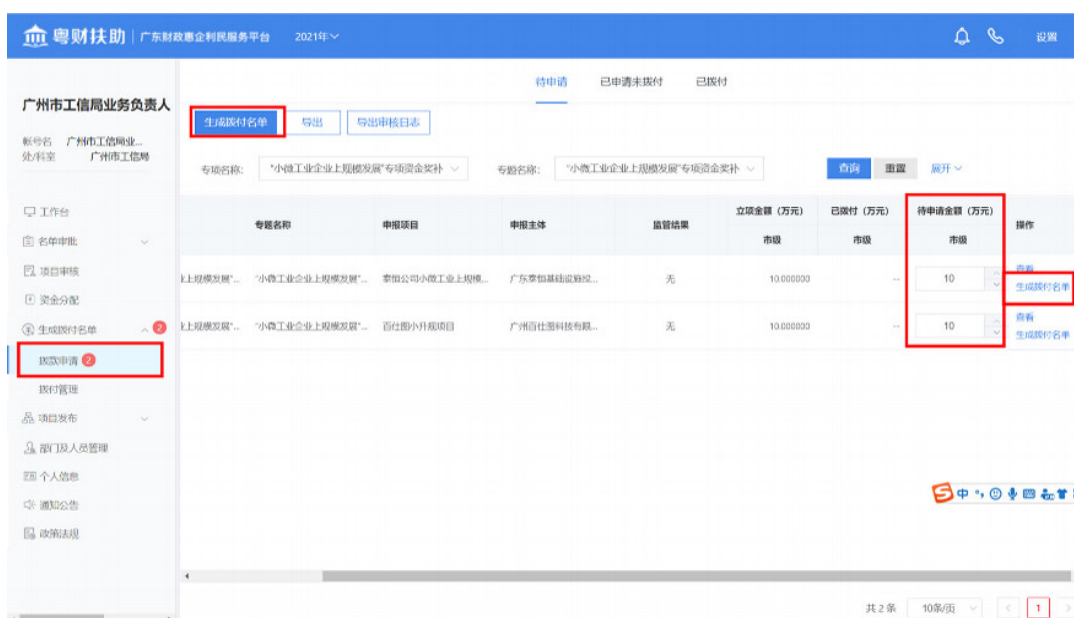 粤财扶助 广东财政惠企利民服务平台 2021年 设置
待申请 已申请未拨付 已拨付
广州市工信局业务负责人
生成拨付名单 导出 导出审核日志
帐号名 广州市工信局业...
处/科室 广州市工信局
专项名称: "小微工业企业上规模发展"专项资金奖补 专题名称: "小微工业企业上规模发展"专项资金奖补 查询 重置 展开
工作台
名单审批
项目审核
资金分配
生成拨付名单 2
拨款申请 2
拨付管理
项目发布
部门及人员管理
个人信息
通知公告
政策法规
专题名称 申报项目 申报主体 监管结果 立项金额 (万元) 已拨付 (万元) 待申请金额 (万元) 操作
市级 市级 市级
业上规模发展"... "小微工业企业上规模发展"... 泰恒公司小微工业上规模... 广东泰恒基础设施投... 无 10.000000 -- 10 查看
生成拨付名单
业上规模发展"... "小微工业企业上规模发展"... 百仕图小升规项目 广州百仕图科技有限... 无 10.000000 -- 10 查看
生成拨付名单
中
共 2 条 10条/页 1